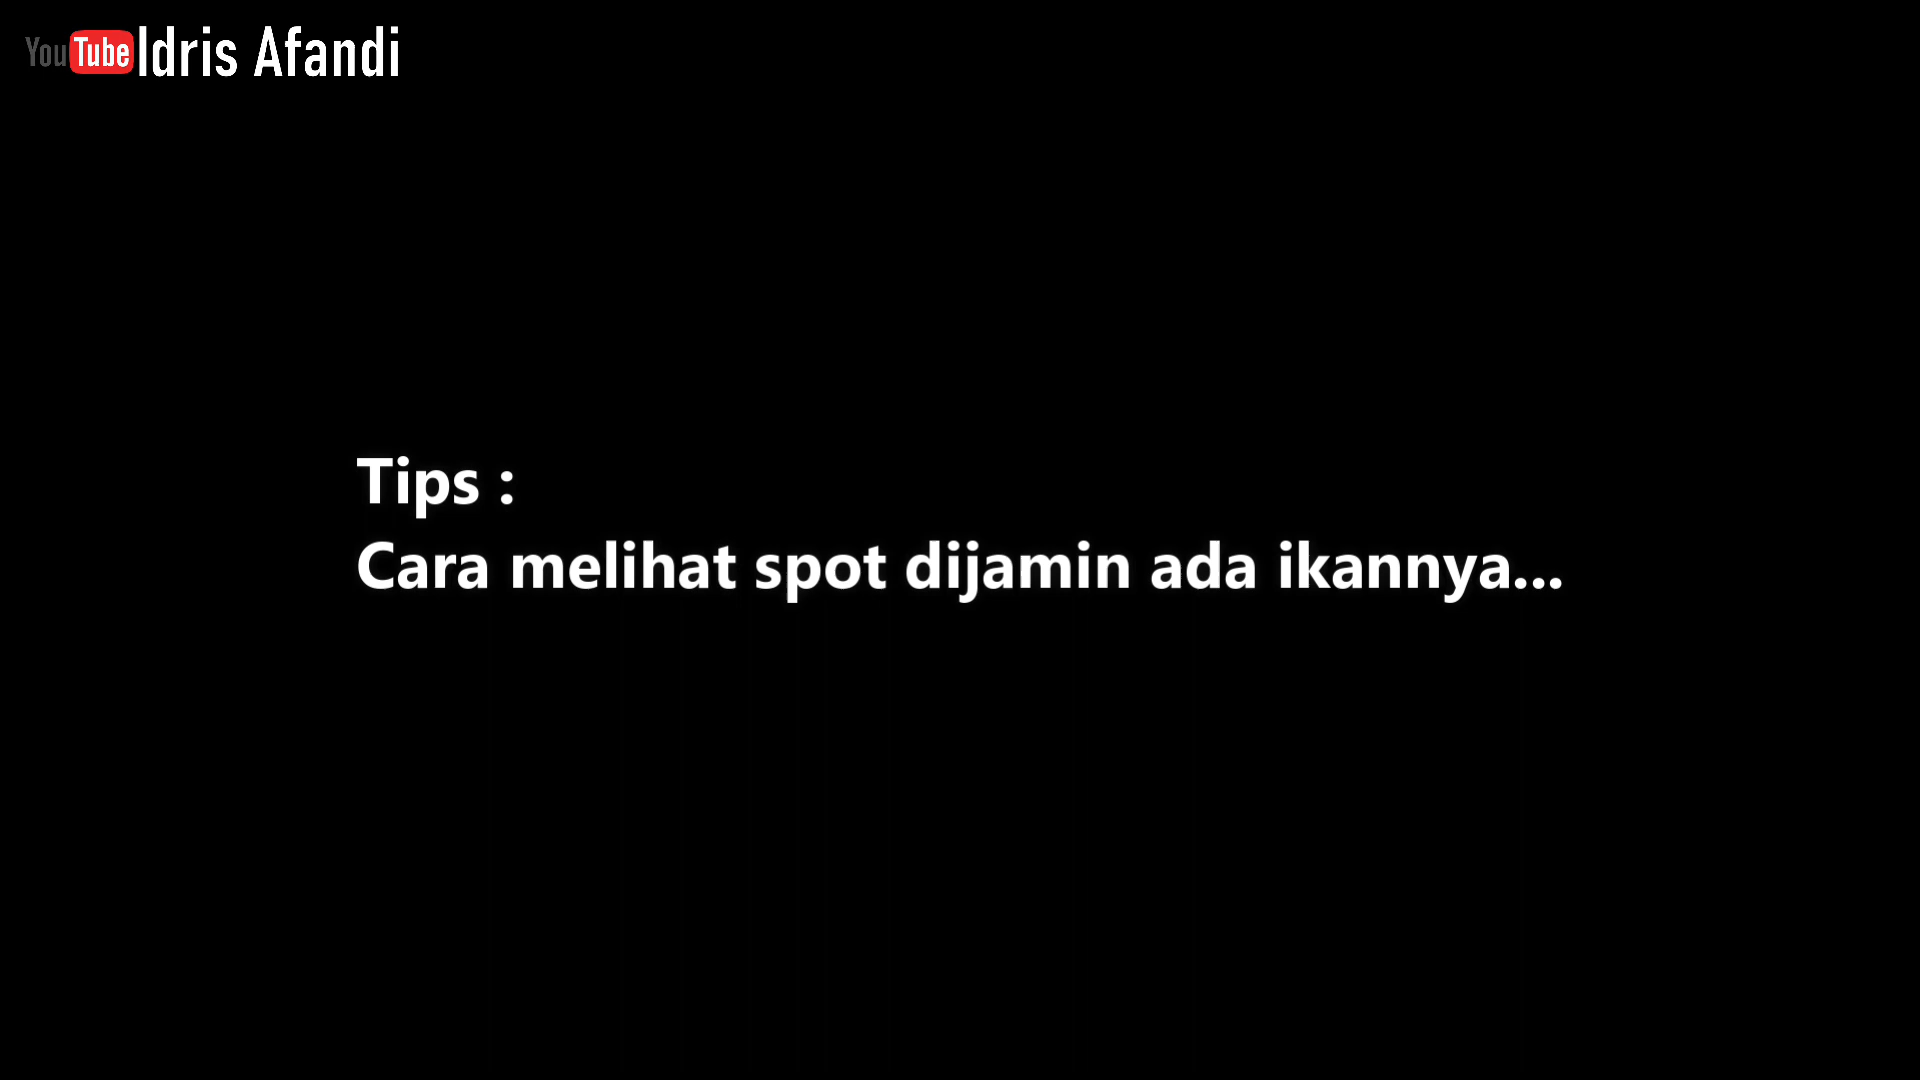 YouTube Idris Afandi
Tips :
Cara melihat spot dijamin ada ikannya...